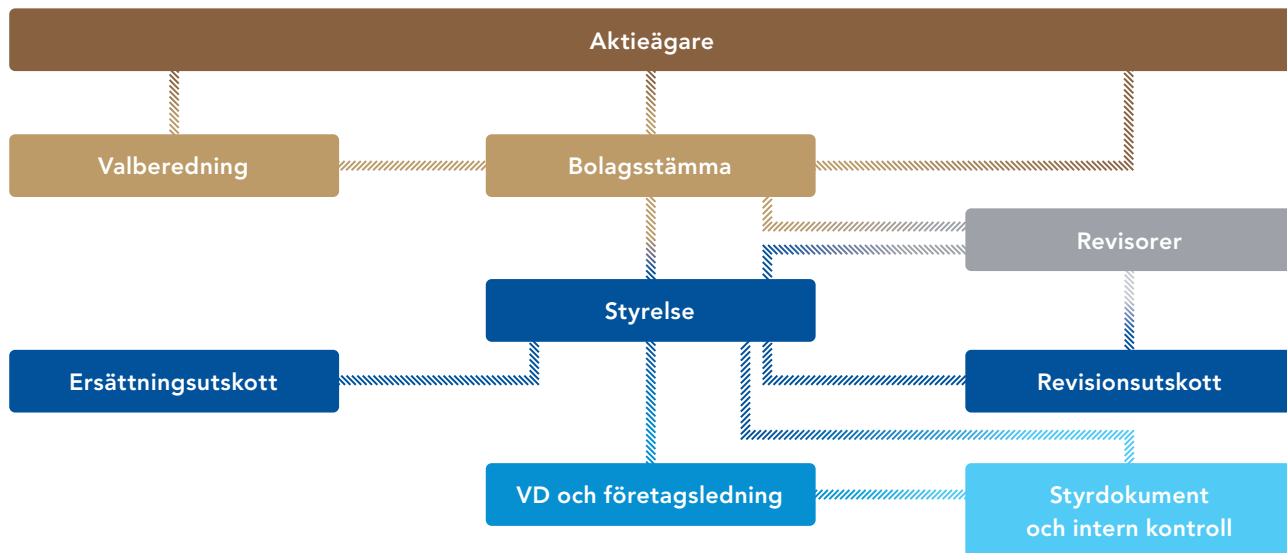 Aktieägare
Valberedning
Bolagsstämma
Revisorer
Styrelse
Ersättningsutskott
Revisionsutskott
VD och företagsledning
Styrdokument
och intern kontroll